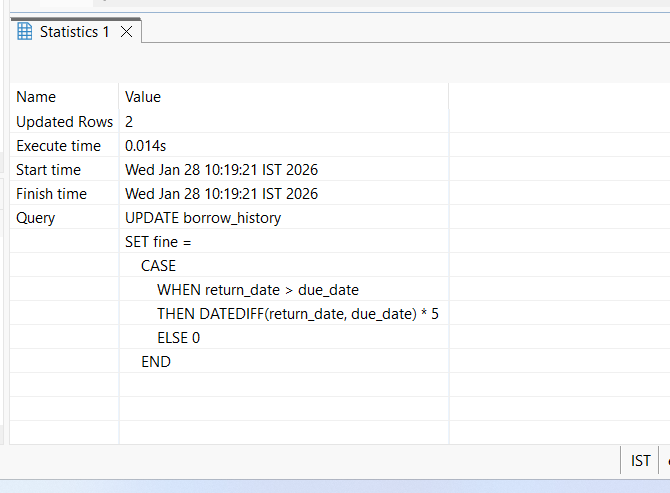 Statistics 1
Name Value
Updated Rows 2
Execute time 0.014s
Start time Wed Jan 28 10:19:21 IST 2026
Finish time Wed Jan 28 10:19:21 IST 2026
Query UPDATE borrow_history
SET fine =
CASE
WHEN return_date > due_date
THEN DATEDIFF(return_date, due_date) * 5
ELSE 0
END
IST